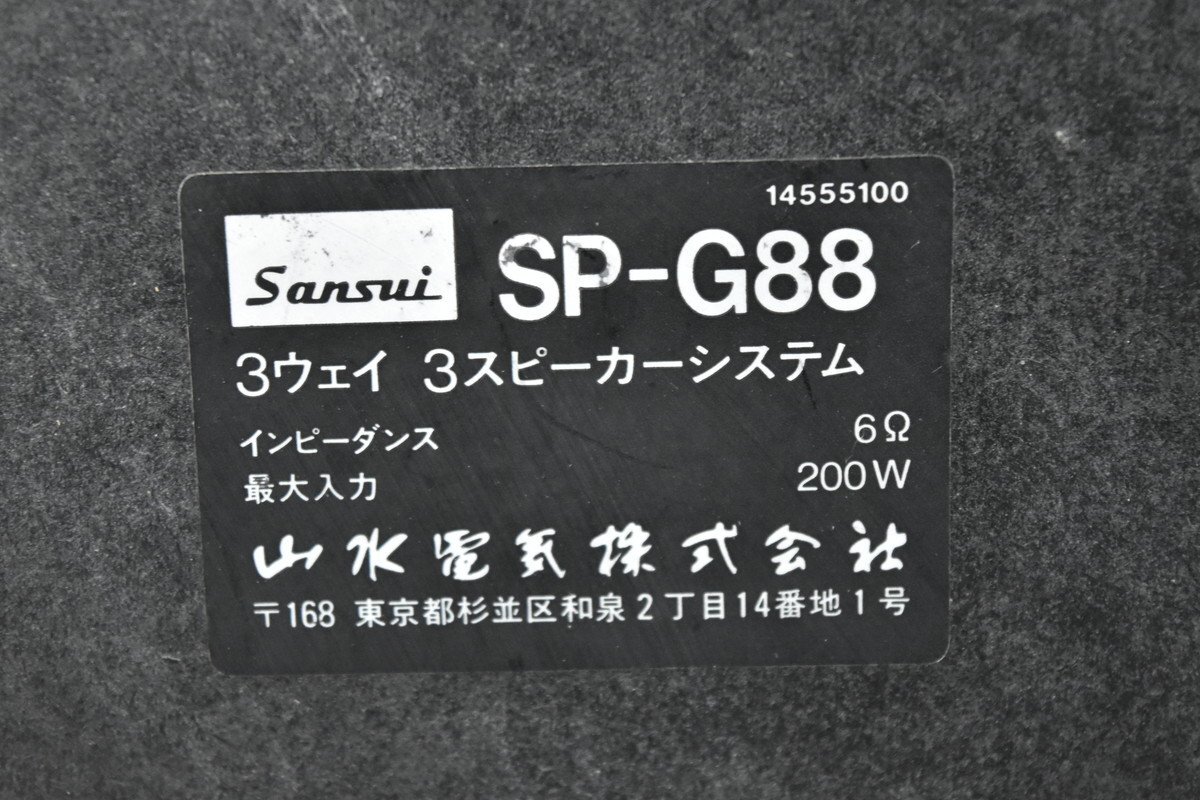 14555100
Sansui SP-G88
3ウェイ 3スピーカーシステム
インピーダンス 6Ω
最大入力 200W
山水電気株式会社
〒168 東京都杉並区和泉2丁目14番地1号